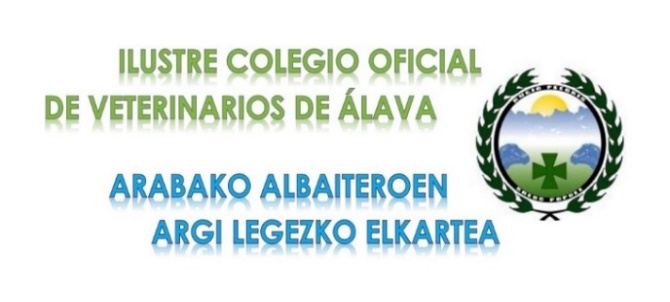 ILUSTRE COLEGIO OFICIAL
DE VETERINARIOS DE ÁLAVA
ARABAKO ALBAITEROEN
ARGI LEGEZKO ELKARTEA